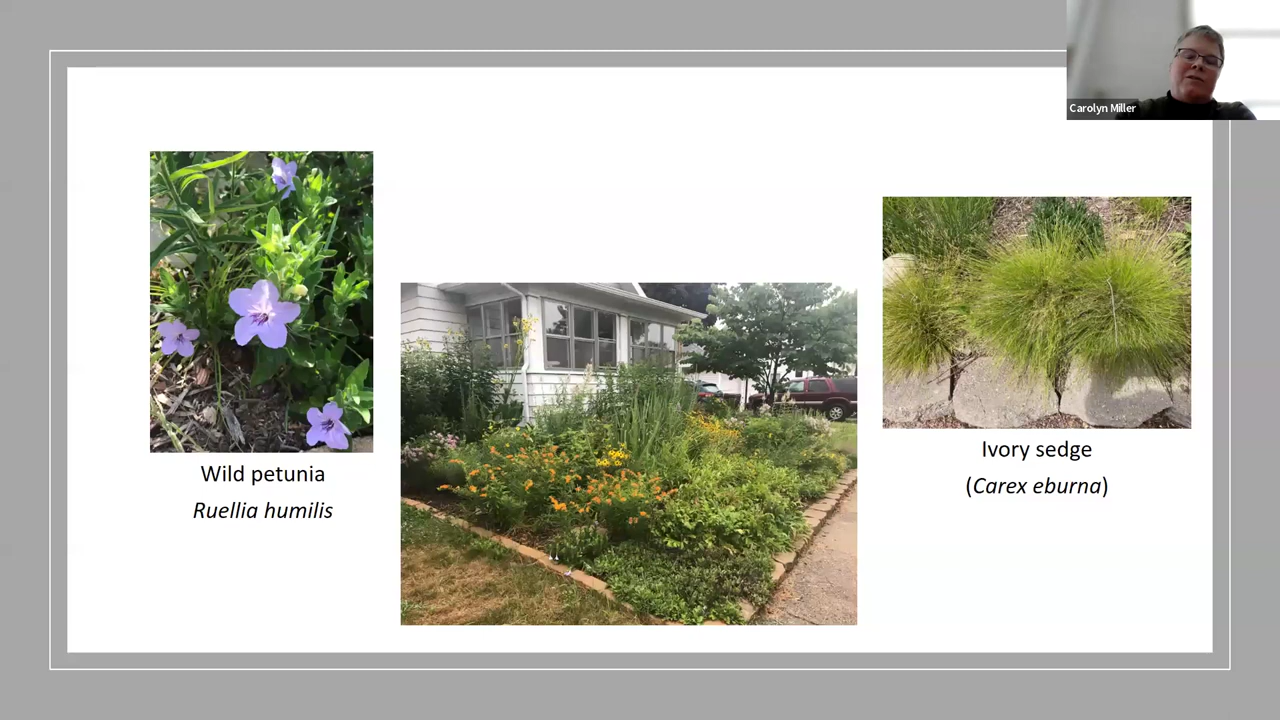 Carolyn Miller
Wild petunia
Ruellia humilis
Ivory sedge
(Carex eburna)